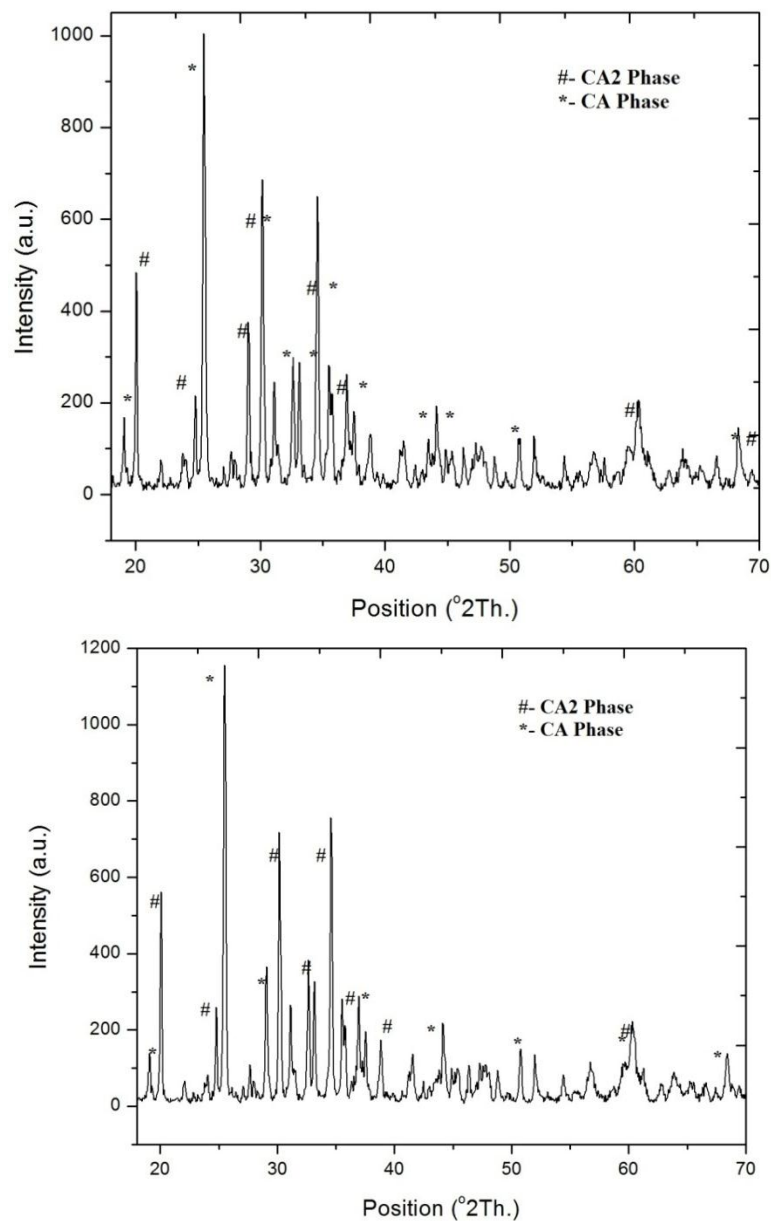 1000
800
600
400
200
0
Intensity (a.u.)
#- CA2 Phase
*- CA Phase
* # # * # # * * # * # * # * * * * # * #
20 30 40 50 60 70
Position (°2Th.)
1200
1000
800
600
400
200
0
Intensity (a.u.)
#- CA2 Phase
*- CA Phase
* # # * * # # # # * # * * * # *
20 30 40 50 60 70
Position (°2Th.)